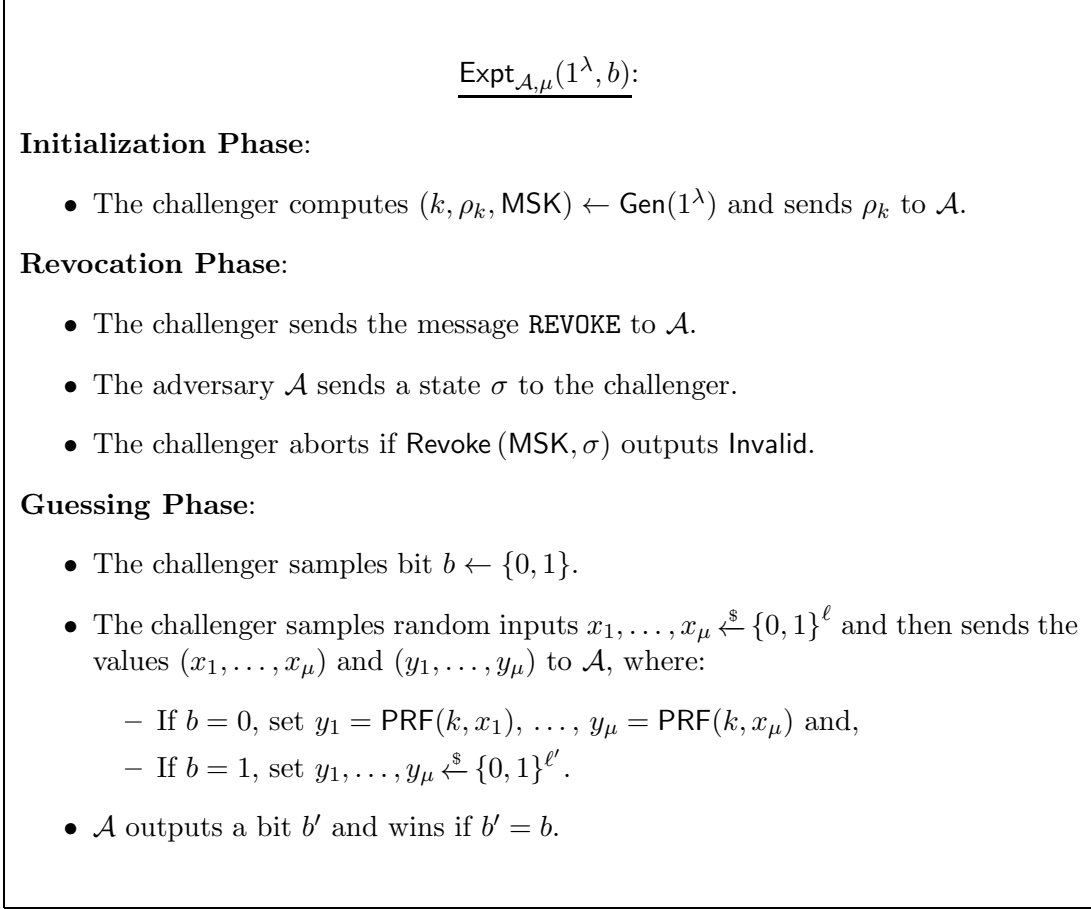 Expt_{𝒜,μ}(1^λ, b):
Initialization Phase:
• The challenger computes (k, ρ_k, MSK) ← Gen(1^λ) and sends ρ_k to 𝒜.
Revocation Phase:
• The challenger sends the message REVOKE to 𝒜.
• The adversary 𝒜 sends a state σ to the challenger.
• The challenger aborts if Revoke (MSK, σ) outputs Invalid.
Guessing Phase:
• The challenger samples bit b ← {0, 1}.
• The challenger samples random inputs x_1, . . . , x_μ ←^$ {0, 1}^ℓ and then sends the
values (x_1, . . . , x_μ) and (y_1, . . . , y_μ) to 𝒜, where:
– If b = 0, set y_1 = PRF(k, x_1), . . . , y_μ = PRF(k, x_μ) and,
– If b = 1, set y_1, . . . , y_μ ←^$ {0, 1}^{ℓ′}.
• 𝒜 outputs a bit b′ and wins if b′ = b.